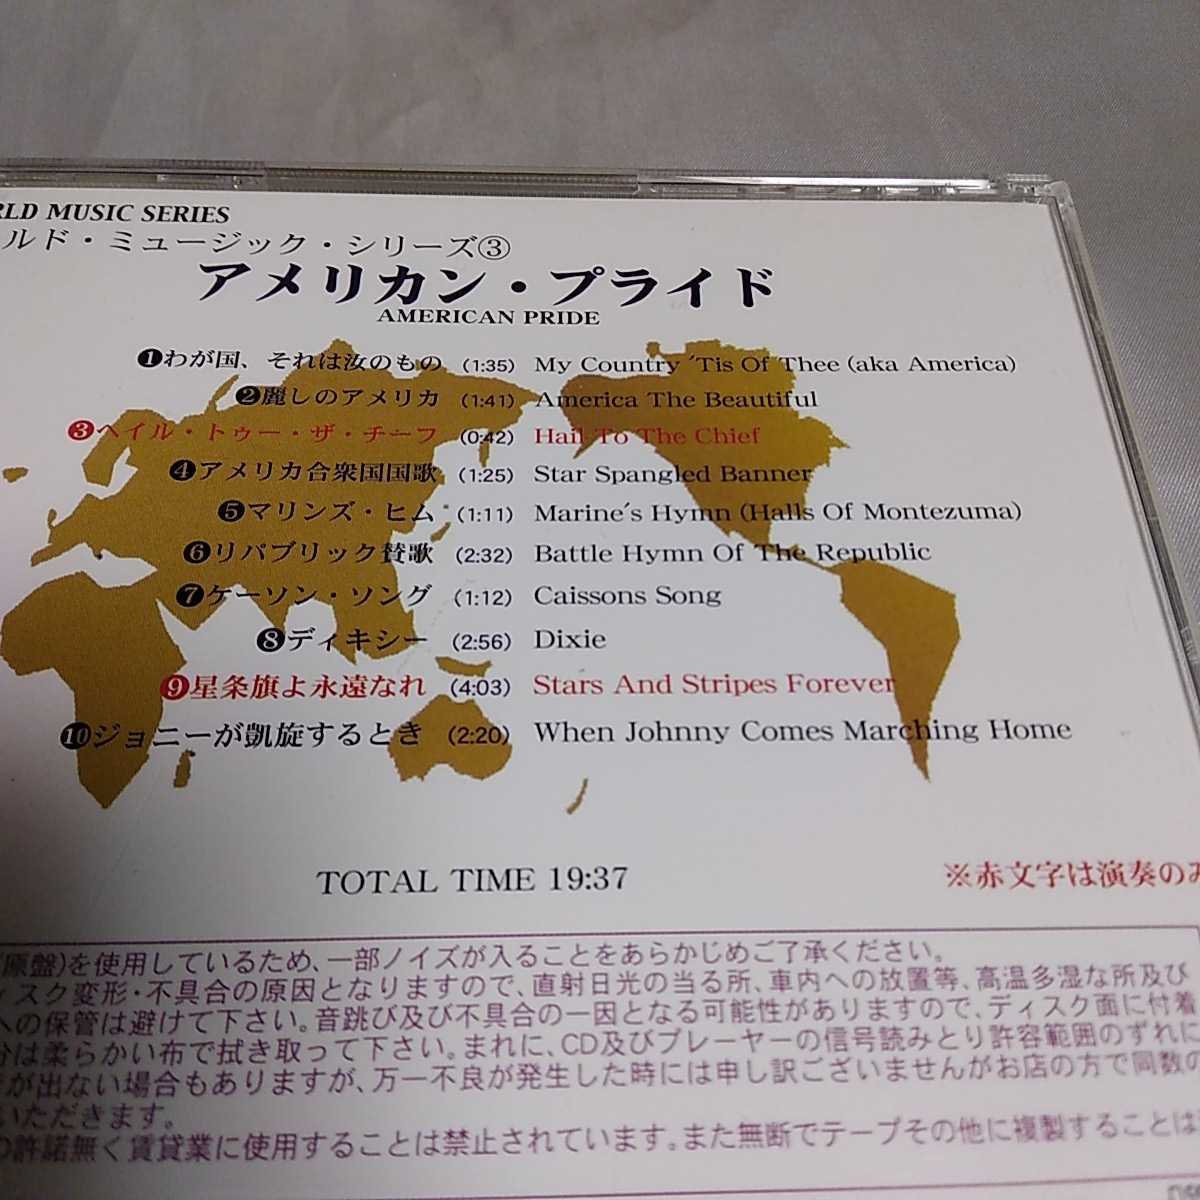 WORLD MUSIC SERIES
ルド・ミュージック・シリーズ③
アメリカン・プライド
AMERICAN PRIDE
❶わが国、それは汝のもの (1:35) My Country 'Tis Of Thee (aka America)
❷麗しのアメリカ (1:41) America The Beautiful
❸ヘイル・トゥー・ザ・チーフ (0:42) Hail To The Chief
❹アメリカ合衆国国歌 (1:25) Star Spangled Banner
❺マリンズ・ヒム (1:11) Marine's Hymn (Halls Of Montezuma)
❻リパブリック賛歌 (2:32) Battle Hymn Of The Republic
❼ケーソン・ソング (1:12) Caissons Song
❽ディキシー (2:56) Dixie
❾星条旗よ永遠なれ (4:03) Stars And Stripes Forever
❿ジョニーが凱旋するとき (2:20) When Johnny Comes Marching Home
TOTAL TIME 19:37
※赤文字は演奏のみ
原盤)を使用しているため、一部ノイズが入ることをあらかじめご了承ください。
ィスク変形・不具合の原因となりますので、直射日光の当る所、車内への放置等、高温多湿な所及び
への保管は避けて下さい。音跳び及び不具合の一因となる可能性がありますので、ディスク面に付着
分は柔らかい布で拭き取って下さい。まれに、CD及びプレーヤーの信号読みとり許容範囲のずれに
が出ない場合もありますが、万一不良が発生した時には申し訳ございませんがお店の方で同数の
いただきます。
の許諾無く賃貸業に使用することは禁止されています。また無断でテープその他に複製することは